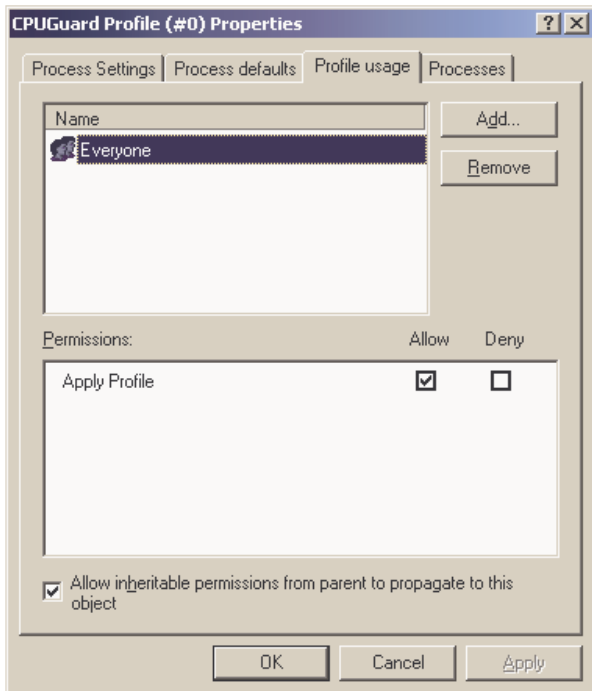 CPUGuard Profile (#0) Properties
Process Settings Process defaults Profile usage Processes
Name Add...
Everyone
Remove
Permissions: Allow Deny
Apply Profile
Allow inheritable permissions from parent to propagate to this
object
OK Cancel Apply